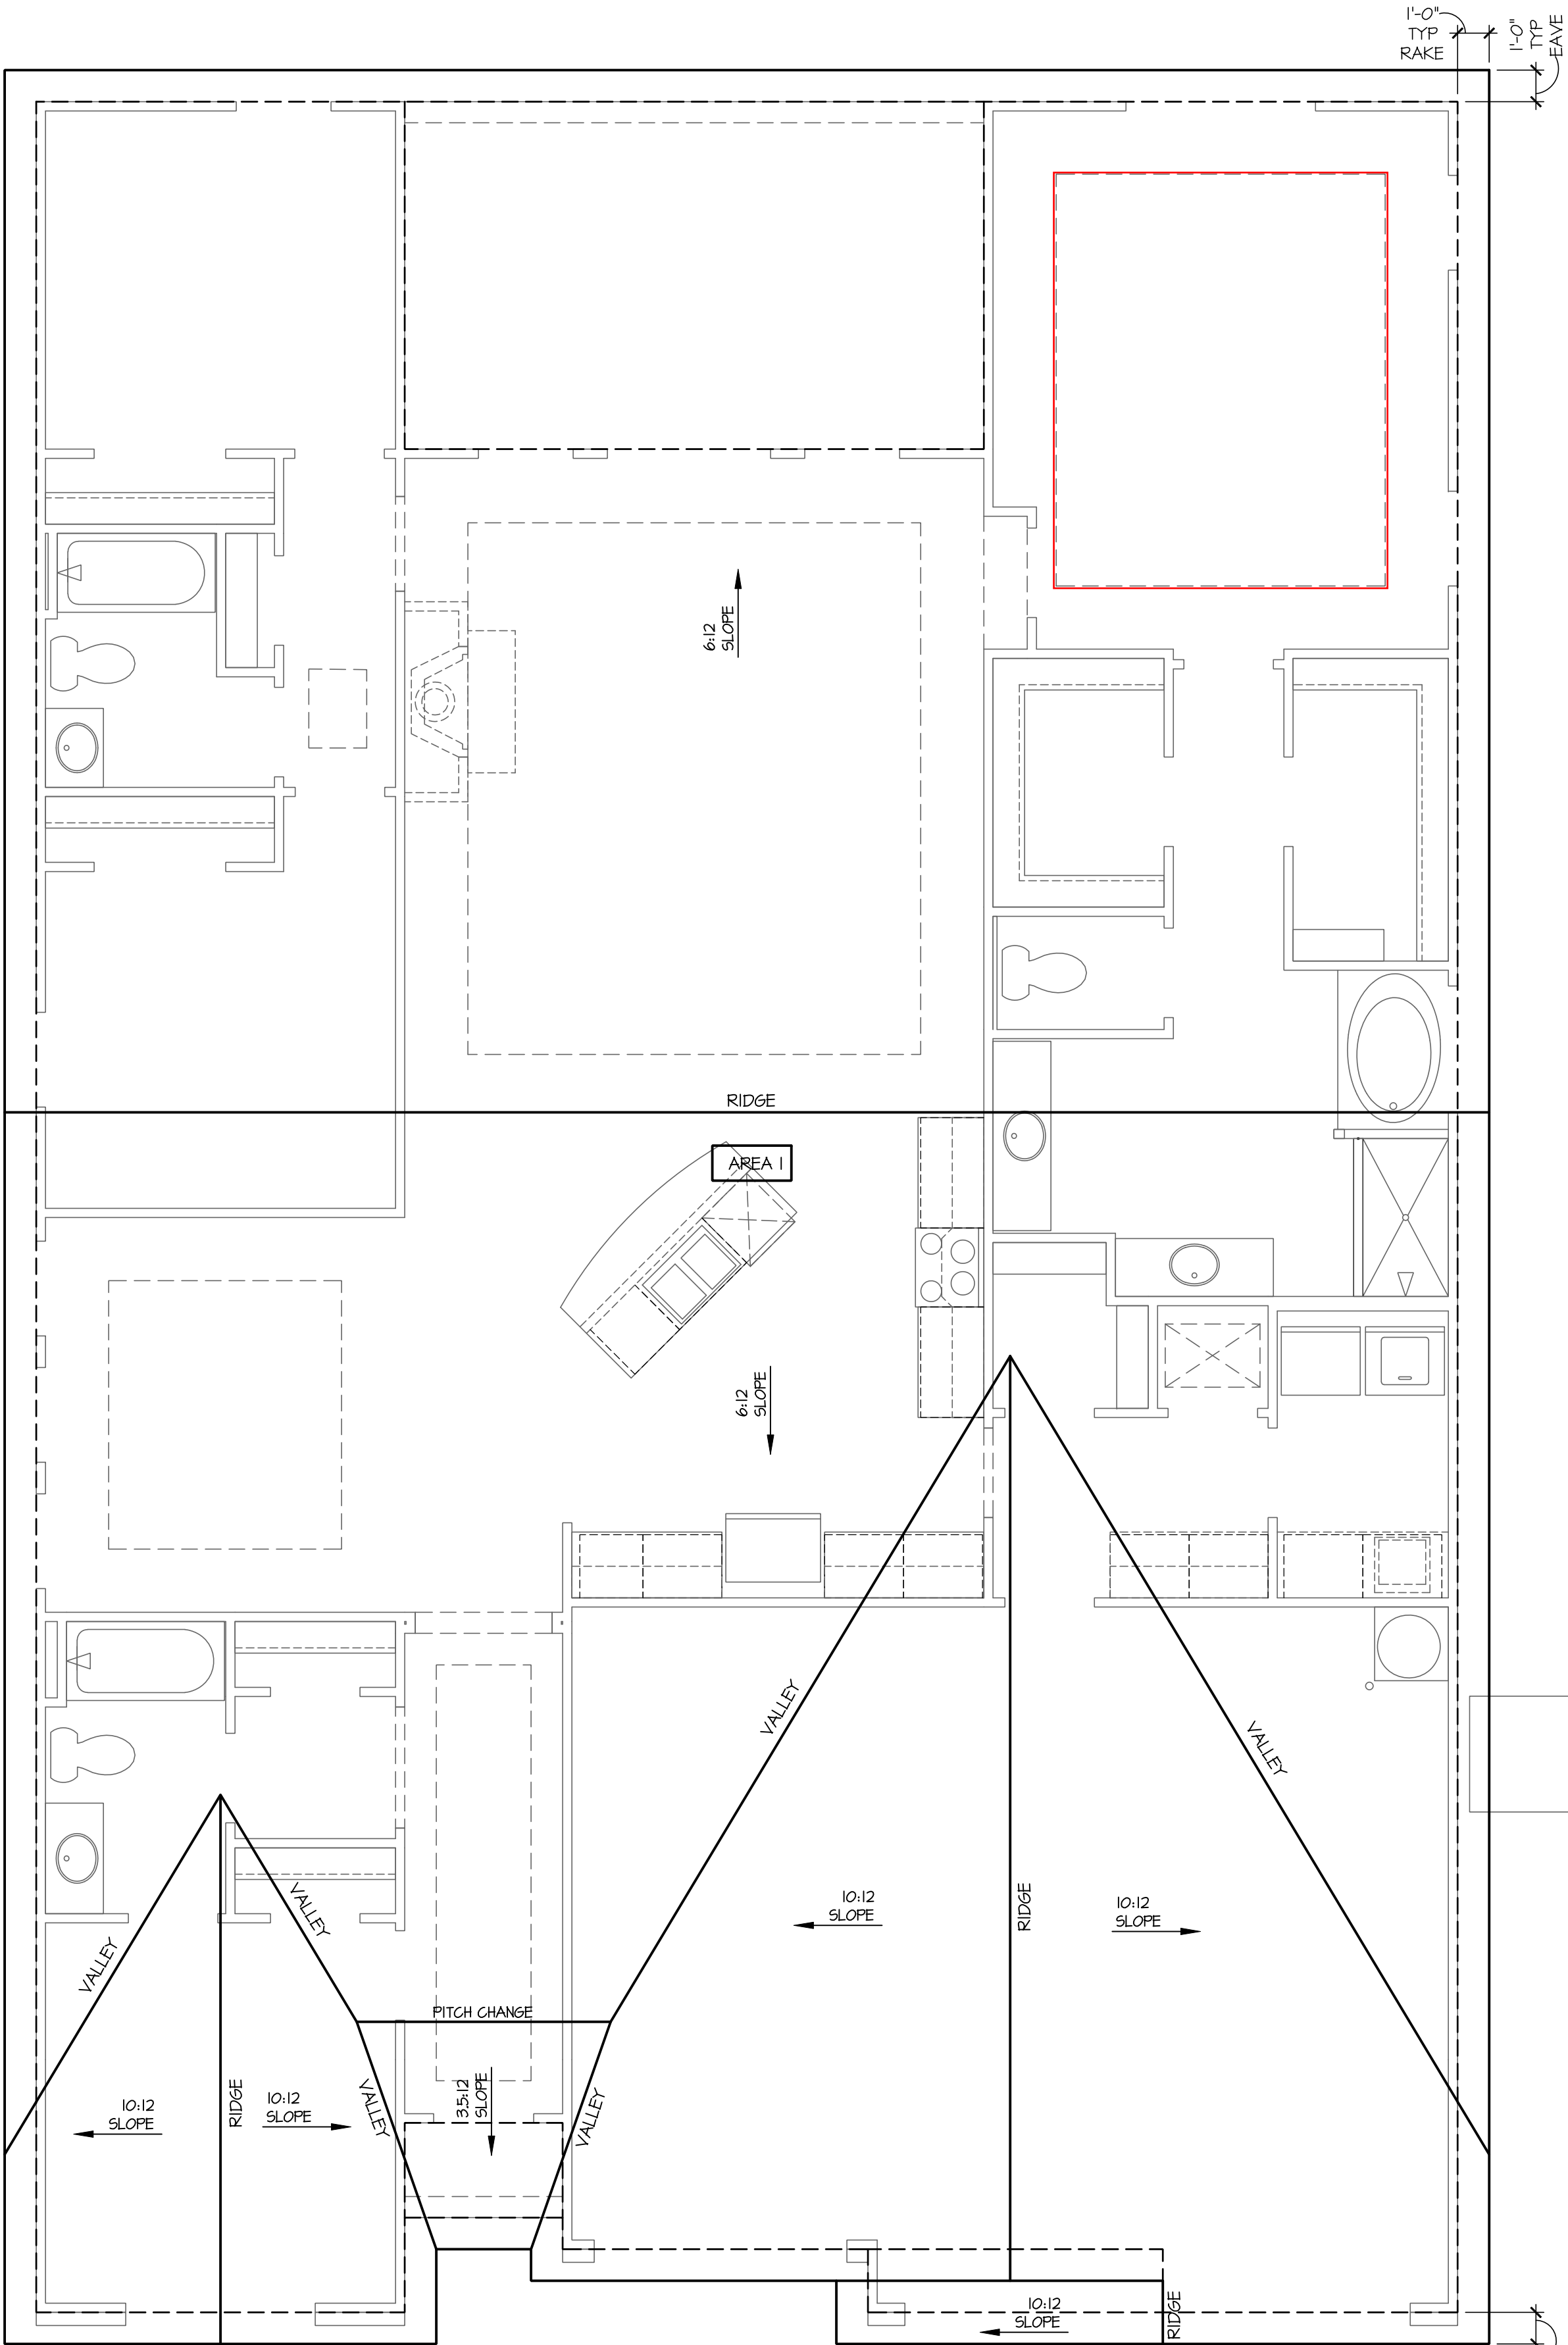 1'-0"
TYP
RAKE
1'-0"
TYP
EAVE
6:12
SLOPE
RIDGE
AREA 1
6:12
SLOPE
VALLEY
VALLEY
VALLEY
VALLEY
10:12
SLOPE
RIDGE
10:12
SLOPE
PITCH CHANGE
10:12
SLOPE
RIDGE
10:12
SLOPE
VALLEY
3.5:12
SLOPE
VALLEY
10:12
SLOPE
RIDGE